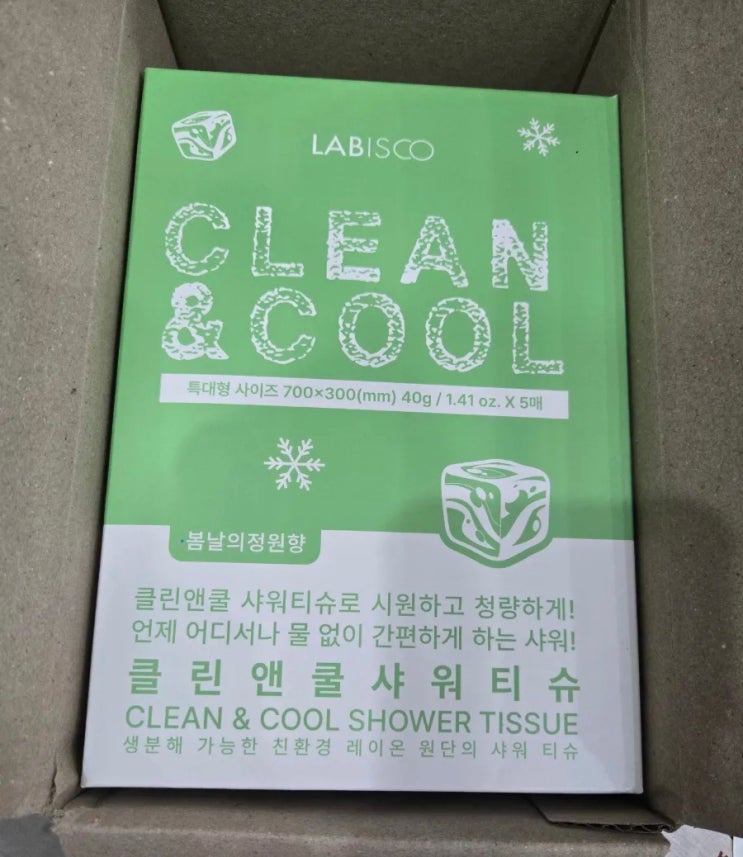 LABISCO
CLEAN
&COOL
특대형 사이즈 700×300(mm) 40g / 1.41 oz. X 5매
봄날의정원향
클린앤쿨 샤워티슈로 시원하고 청량하게!
언제 어디서나 물 없이 간편하게 하는 샤워!
클린앤쿨샤워티슈
CLEAN & COOL SHOWER TISSUE
생분해 가능한 친환경 레이온 원단의 샤워 티슈